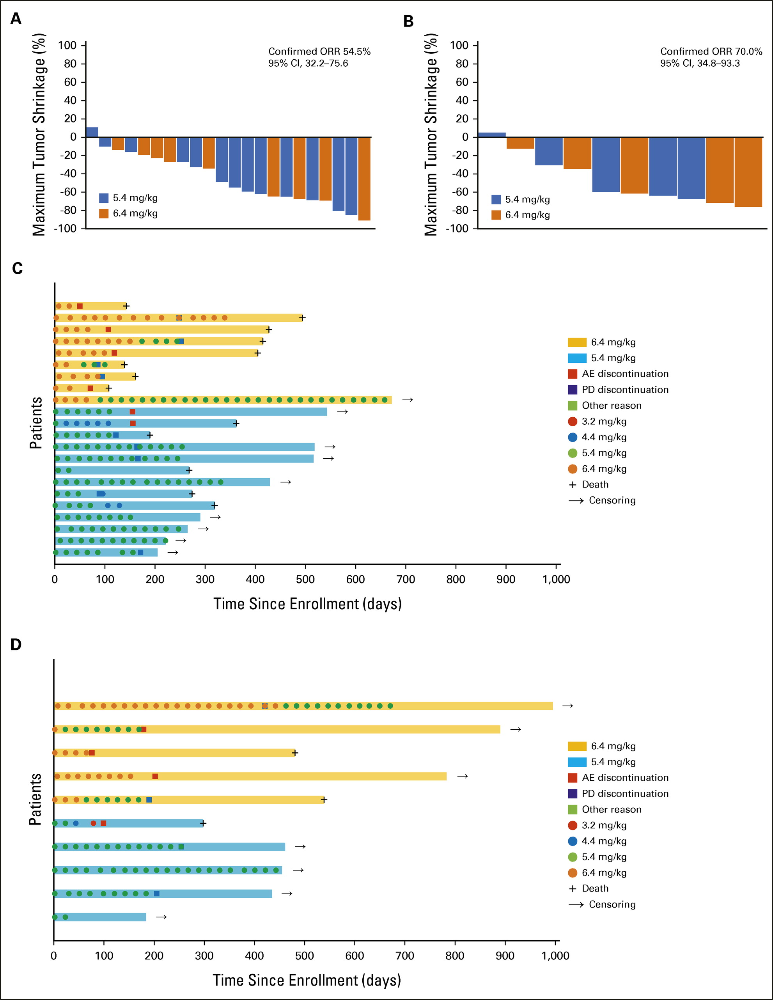 A
Maximum Tumor Shrinkage (%)
100
80
60
40
20
0
-20
-40
-60
-80
-100
Confirmed ORR 54.5%
95% CI, 32.2–75.6
5.4 mg/kg
6.4 mg/kg
B
Maximum Tumor Shrinkage (%)
100
80
60
40
20
0
-20
-40
-60
-80
-100
Confirmed ORR 70.0%
95% CI, 34.8–93.3
5.4 mg/kg
6.4 mg/kg
C
Patients
6.4 mg/kg
5.4 mg/kg
AE discontinuation
PD discontinuation
Other reason
3.2 mg/kg
4.4 mg/kg
5.4 mg/kg
6.4 mg/kg
+ Death
→ Censoring
0 100 200 300 400 500 600 700 800 900 1,000
Time Since Enrollment (days)
D
Patients
6.4 mg/kg
5.4 mg/kg
AE discontinuation
PD discontinuation
Other reason
3.2 mg/kg
4.4 mg/kg
5.4 mg/kg
6.4 mg/kg
+ Death
→ Censoring
0 100 200 300 400 500 600 700 800 900 1,000
Time Since Enrollment (days)